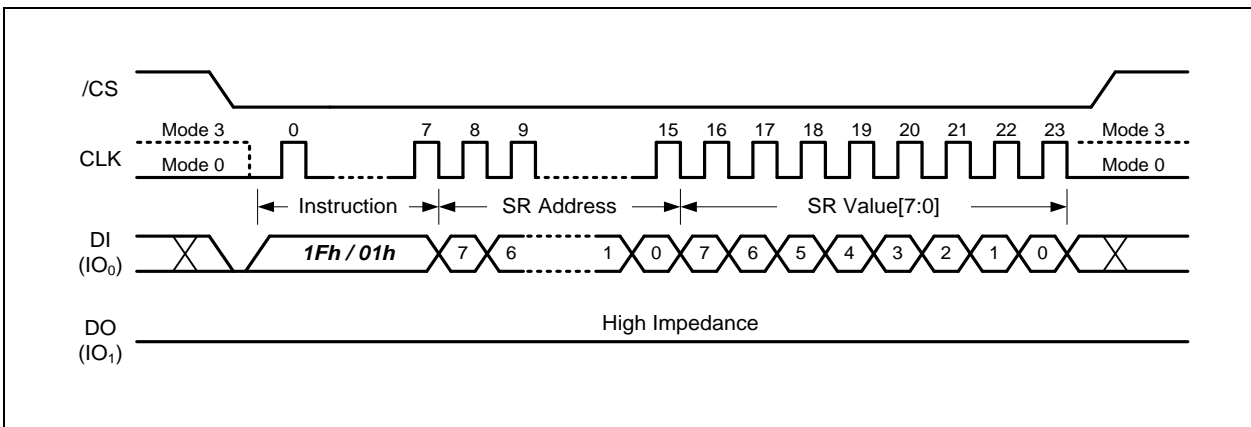 /CS
Mode 3 0 7 8 9 15 16 17 18 19 20 21 22 23 Mode 3
CLK
Mode 0 Mode 0
Instruction SR Address SR Value[7:0]
DI
(IO₀)
1Fh / 01h 7 6 1 0 7 6 5 4 3 2 1 0
High Impedance
DO
(IO₁)